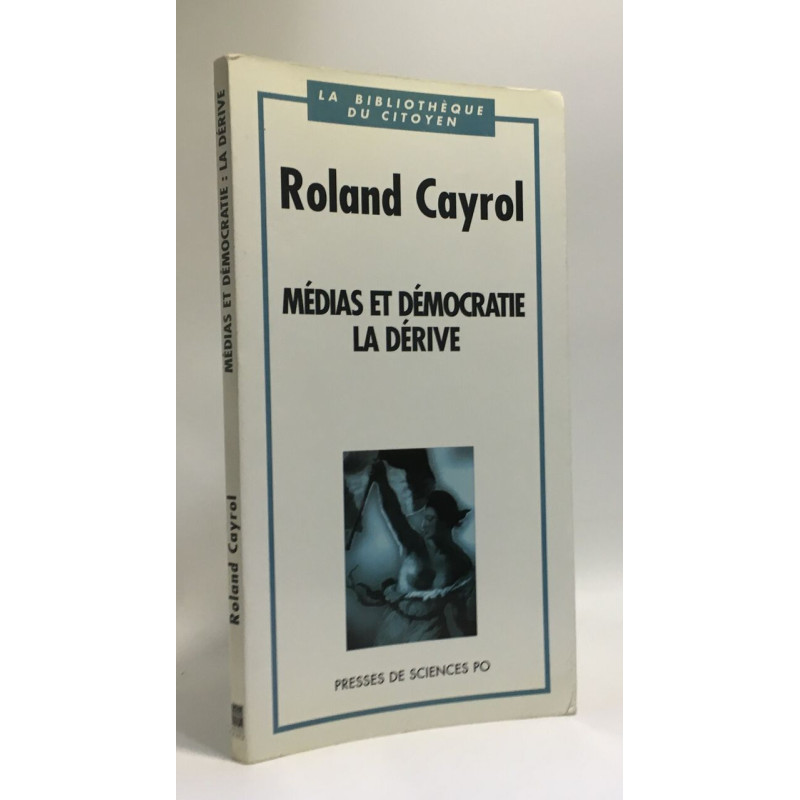 LA BIBLIOTHÈQUE
DU CITOYEN
Roland Cayrol
MÉDIAS ET DÉMOCRATIE
LA DÉRIVE
PRESSES DE SCIENCES PO
MÉDIAS ET DÉMOCRATIE : LA DÉRIVE
Roland Cayrol